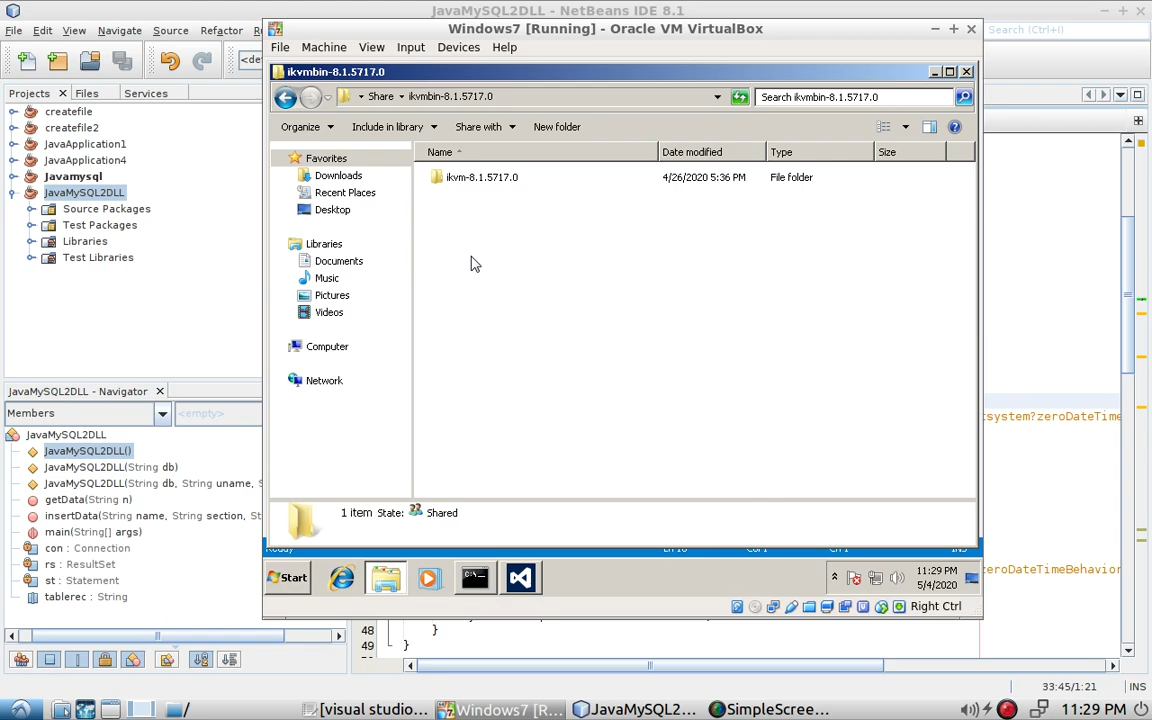 JavaMySQL2DLL - NetBeans IDE 8.1
File Edit View Navigate Source Refactor
Search (Ctrl+I)
Windows7 [Running] - Oracle VM VirtualBox
File Machine View Input Devices Help
<de
ikvmbin-8.1.5717.0
Share ikvmbin-8.1.5717.0
Search ikvmbin-8.1.5717.0
Organize Include in library Share with New folder
Name Date modified Type Size
ikvm-8.1.5717.0 4/26/2020 5:36 PM File folder
Favorites
Downloads
Recent Places
Desktop
Libraries
Documents
Music
Pictures
Videos
Computer
Network
1 item State: Shared
Start
11:29 PM
5/4/2020
Right Ctrl
Projects Files Services
createfile
createfile2
JavaApplication1
JavaApplication4
Javamysql
JavaMySQL2DLL
Source Packages
Test Packages
Libraries
Test Libraries
JavaMySQL2DLL - Navigator
Members <empty>
JavaMySQL2DLL
JavaMySQL2DLL()
JavaMySQL2DLL(String db)
JavaMySQL2DLL(String db, String uname,
getData(String n)
insertData(String name, String section,
main(String[] args)
con : Connection
rs : ResultSet
st : Statement
tablerec : String
tsystem?zeroDateTime
zeroDateTimeBehavior
48 }
49 }
33:45/1:21 INS
[visual studio... Windows7 [R... JavaMySQL2... SimpleScree... 11:29 PM